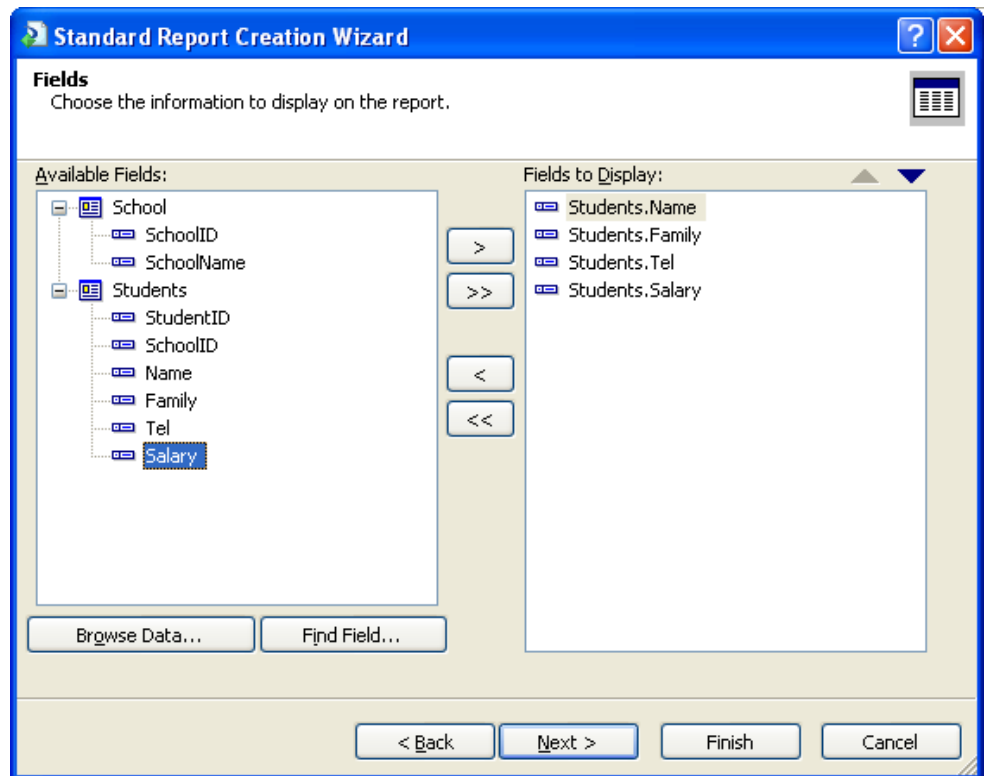 Standard Report Creation Wizard
?
Fields
Choose the information to display on the report.
Available Fields:
School
SchoolID
SchoolName
Students
StudentID
SchoolID
Name
Family
Tel
Salary
>
>>
<
<<
Fields to Display:
Students.Name
Students.Family
Students.Tel
Students.Salary
Browse Data...
Find Field...
< Back
Next >
Finish
Cancel